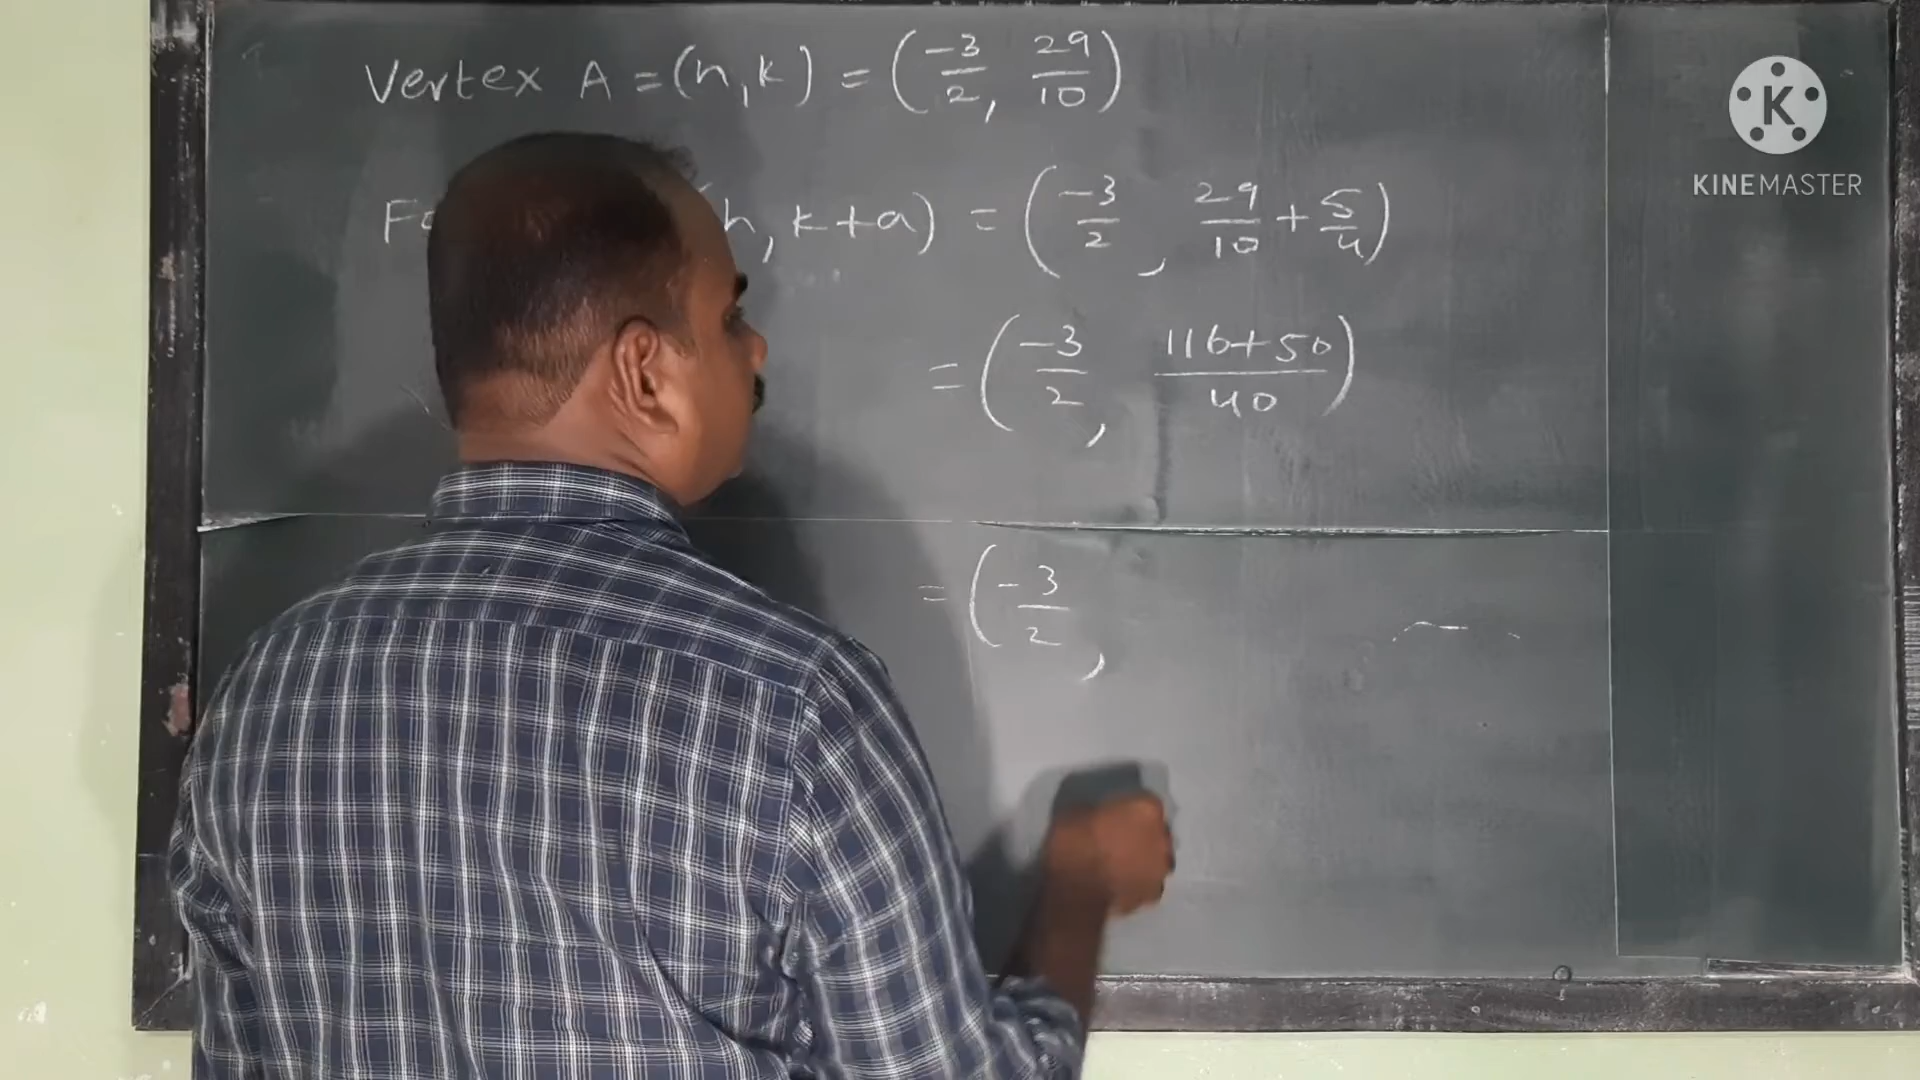 Vertex A = (h, k) = (-3/2, 29/10)
K
KINEMASTER
h, k+a) = (-3/2, 29/10 + 5/4)
= (-3/2, 116+50/40)
= (-3/2,